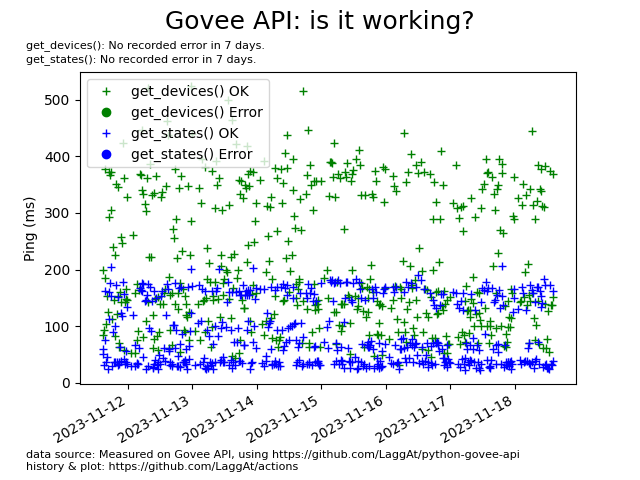 Govee API: is it working?
get_devices(): No recorded error in 7 days.
get_states(): No recorded error in 7 days.
get_devices() OK
get_devices() Error
get_states() OK
get_states() Error
Ping (ms)
500
400
300
200
100
0
2023-11-12
2023-11-13
2023-11-14
2023-11-15
2023-11-16
2023-11-17
2023-11-18
data source: Measured on Govee API, using https://github.com/LaggAt/python-govee-api
history & plot: https://github.com/LaggAt/actions